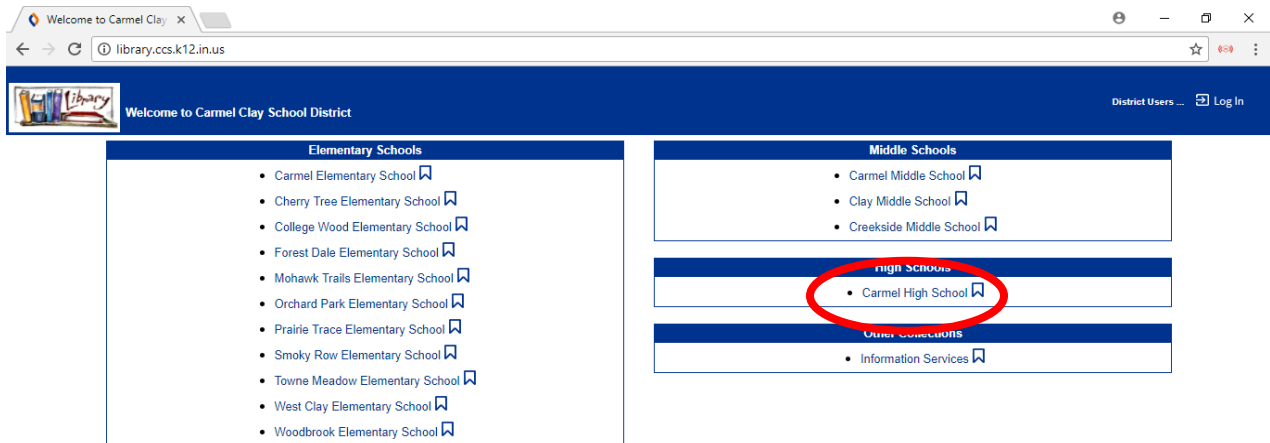 Welcome to Carmel Clay
library.ccs.k12.in.us
Library
Welcome to Carmel Clay School District
District Users ... Log In
Elementary Schools
Carmel Elementary School
Cherry Tree Elementary School
College Wood Elementary School
Forest Dale Elementary School
Mohawk Trails Elementary School
Orchard Park Elementary School
Prairie Trace Elementary School
Smoky Row Elementary School
Towne Meadow Elementary School
West Clay Elementary School
Woodbrook Elementary School
Middle Schools
Carmel Middle School
Clay Middle School
Creekside Middle School
High Schools
Carmel High School
Other Collections
Information Services